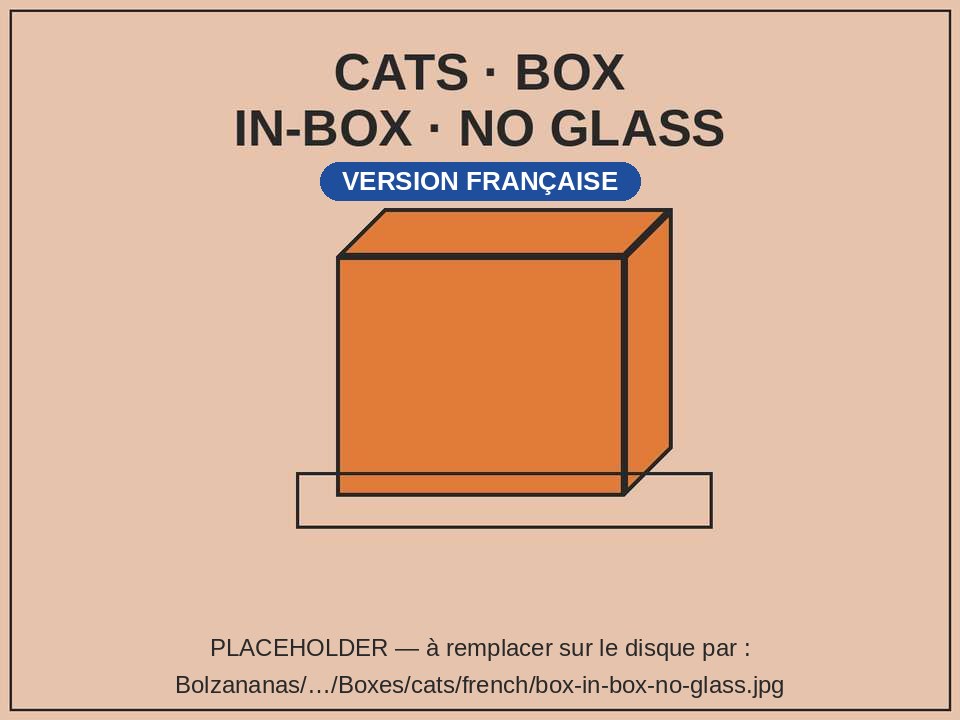 CATS · BOX
IN-BOX · NO GLASS
VERSION FRANÇAISE
PLACEHOLDER — à remplacer sur le disque par :
Bolzananas/…/Boxes/cats/french/box-in-box-no-glass.jpg